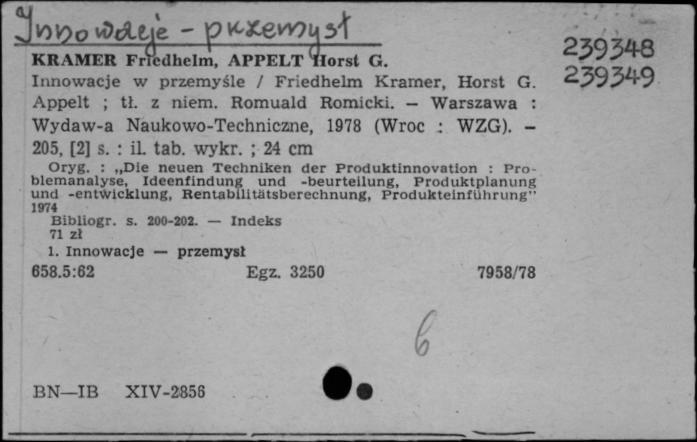 Innowacje - przemysł
239348
239349
KRAMER Friedhelm, APPELT Horst G.
Innowacje w przemyśle / Friedhelm Kramer, Horst G.
Appelt ; tł. z niem. Romuald Romicki. — Warszawa :
Wydaw-a Naukowo-Techniczne, 1978 (Wroc : WZG). —
205, [2] s. : il. tab. wykr. ; 24 cm
Oryg. : „Die neuen Techniken der Produktinnovation : Pro-
blemanalyse, Ideenfindung und -beurteilung, Produktplanung
und -entwicklung, Rentabilitätsberechnung, Produkteinführung"
1974
Bibliogr. s. 200-202. — Indeks
71 zł
1. Innowacje — przemysł
658.5:62 Egz. 3250 7958/78
6
BN—IB XIV-2856